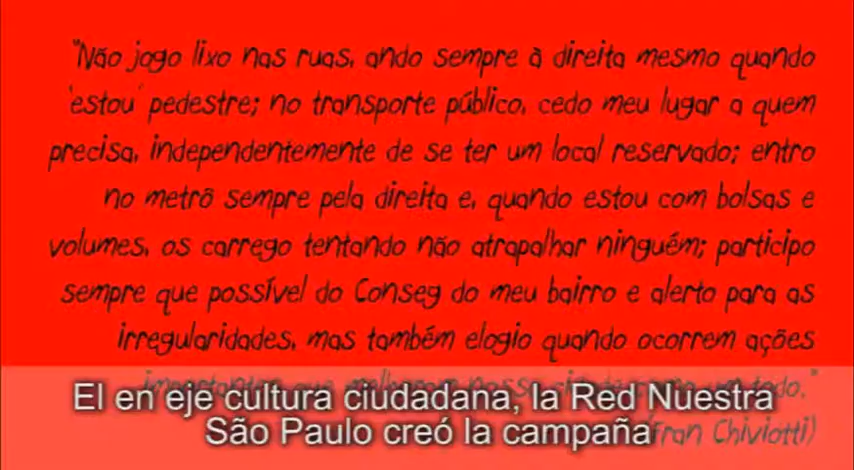 "Não jogo lixo nas ruas, ando sempre à direita mesmo quando
'estou' pedestre; no transporte público, cedo meu lugar a quem
precisa, independentemente de se ter um local reservado; entro
no metrô sempre pela direita e, quando estou com bolsas e
volumes, os carrego tentando não atrapalhar ninguém; participo
sempre que possível do Conseg do meu bairro e alerto para as
irregularidades, mas também elogio quando ocorrem ações
todo."
El en eje cultura ciudadana, la Red Nuestra
São Paulo creó la campaña
Fran Chiviotti)